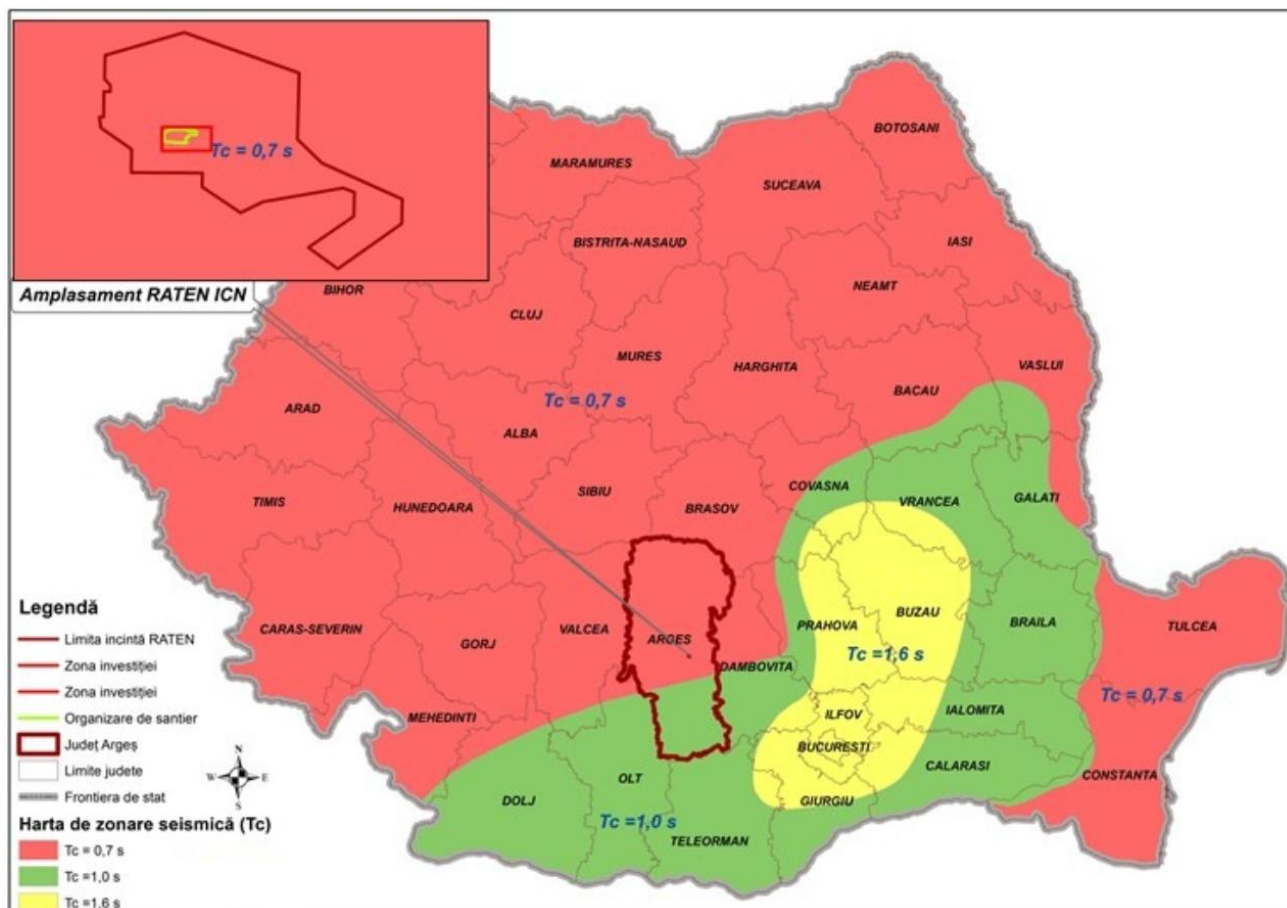 Tc = 0,7 s
Amplasament RATEN ICN
BOTOSANI
MARAMURES
SUCEAVA
BISTRITA-NASAUD
IASI
BIHOR
NEAMT
CLUJ
MURES
HARGHITA
VASLUI
BACAU
Tc = 0,7 s
ARAD
ALBA
COVASNA
SIBIU
VRANCEA
GALATI
TIMIS
HUNEDOARA
BRASOV
Legendă
Limita incintă RATEN
Zona investiției
Zona investiției
Organizare de santier
Județ Argeș
Limite judete
Frontiera de stat
N
W
E
S
Harta de zonare seismică (Tc)
Tc = 0,7 s
Tc =1,0 s
Tc =1,6 s
CARAS-SEVERIN
GORJ
VALCEA
ARGES
PRAHOVA
BUZAU
BRAILA
TULCEA
DAMBOVITA
Tc =1,6 s
Tc = 0,7 s
MEHEDINTI
ILFOV
IALOMITA
BUCURESTI
CALARASI
CONSTANTA
OLT
DOLJ
GIURGIU
Tc =1,0 s
TELEORMAN